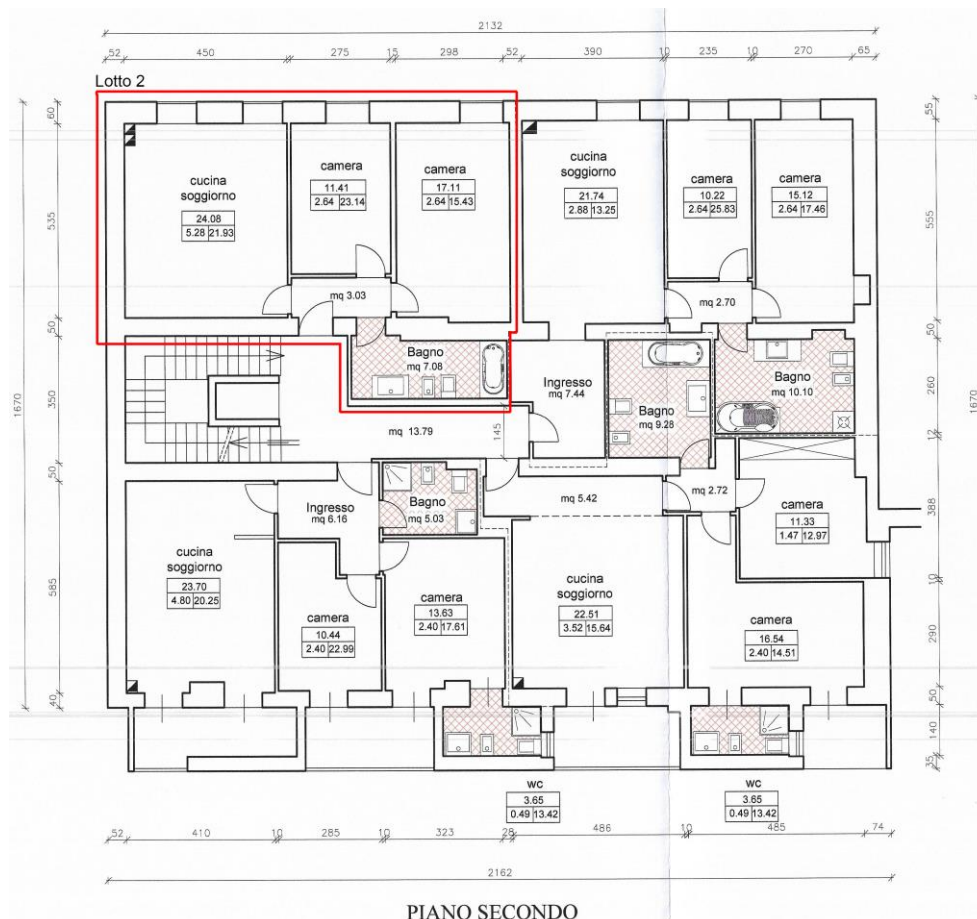 2132
52 450 275 15 298 52 390 10 235 10 270 65
Lotto 2
60
535
50
350
50
585
40
1670
cucina
soggiorno
24.08
5.28 21.93
camera
11.41
2.64 23.14
camera
17.11
2.64 15.43
cucina
soggiorno
21.74
2.88 13.25
camera
10.22
2.64 25.83
camera
15.12
2.64 17.46
mq 3.03
mq 2.70
Bagno
mq 7.08
Ingresso
mq 7.44
Bagno
mq 9.28
Bagno
mq 10.10
mq 13.79
145
Ingresso
mq 6.16
Bagno
mq 5.03
mq 5.42
mq 2.72
camera
11.33
1.47 12.97
cucina
soggiorno
23.70
4.80 20.25
camera
10.44
2.40 22.99
camera
13.63
2.40 17.61
cucina
soggiorno
22.51
3.52 15.64
camera
16.54
2.40 14.51
55
555
50
260
12
388
10
290
50
140
35
1670
wc
3.65
0.49 13.42
wc
3.65
0.49 13.42
52 410 10 285 10 323 28 486 10 485 74
2162
PIANO SECONDO